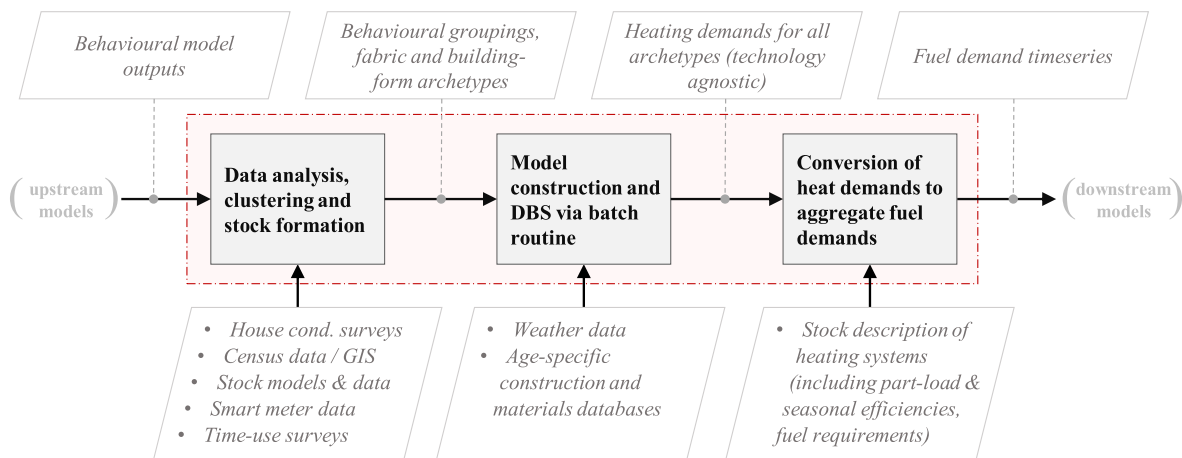 Behavioural model
outputs
Behavioural groupings,
fabric and building-
form archetypes
Heating demands for all
archetypes (technology
agnostic)
Fuel demand timeseries
(upstream
models)
Data analysis,
clustering and
stock formation
Model
construction and
DBS via batch
routine
Conversion of
heat demands to
aggregate fuel
demands
(downstream
models)
• House cond. surveys
• Census data / GIS
• Stock models & data
• Smart meter data
• Time-use surveys
• Weather data
• Age-specific
construction and
materials databases
• Stock description of
heating systems
(including part-load &
seasonal efficiencies,
fuel requirements)